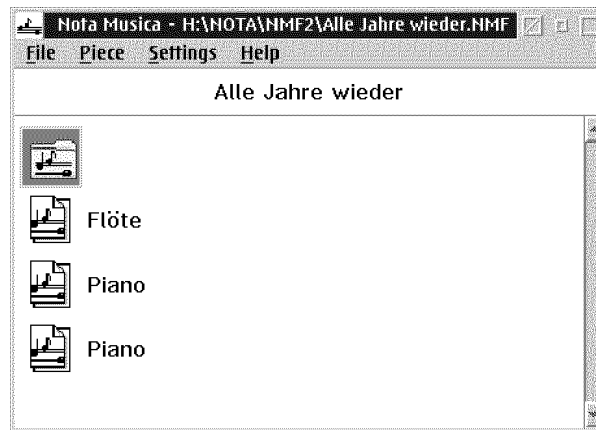 Nota Musica - H:\NOTA\NMF2\Alle Jahre wieder.NMF
File Piece Settings Help
Alle Jahre wieder
Flöte
Piano
Piano